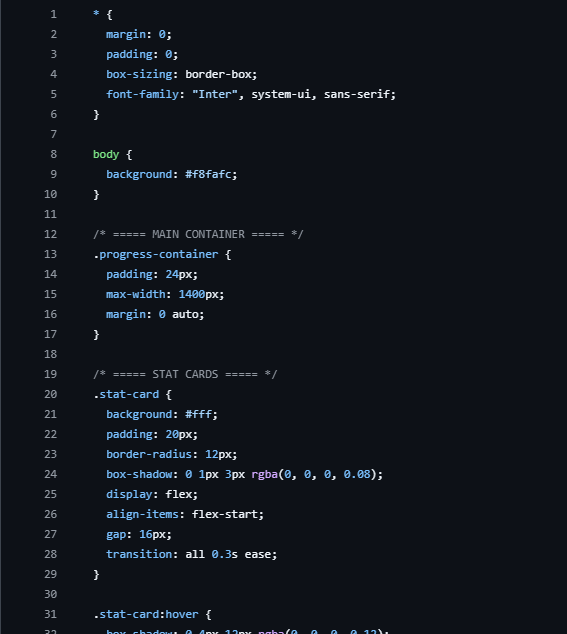 1 * {
2 margin: 0;
3 padding: 0;
4 box-sizing: border-box;
5 font-family: "Inter", system-ui, sans-serif;
6 }
7
8 body {
9 background: #f8fafc;
10 }
11
12 /* ===== MAIN CONTAINER ===== */
13 .progress-container {
14 padding: 24px;
15 max-width: 1400px;
16 margin: 0 auto;
17 }
18
19 /* ===== STAT CARDS ===== */
20 .stat-card {
21 background: #fff;
22 padding: 20px;
23 border-radius: 12px;
24 box-shadow: 0 1px 3px rgba(0, 0, 0, 0.08);
25 display: flex;
26 align-items: flex-start;
27 gap: 16px;
28 transition: all 0.3s ease;
29 }
30
31 .stat-card:hover {
32 box-shadow: 0 4px 12px rgba(0, 0, 0, 0.12);